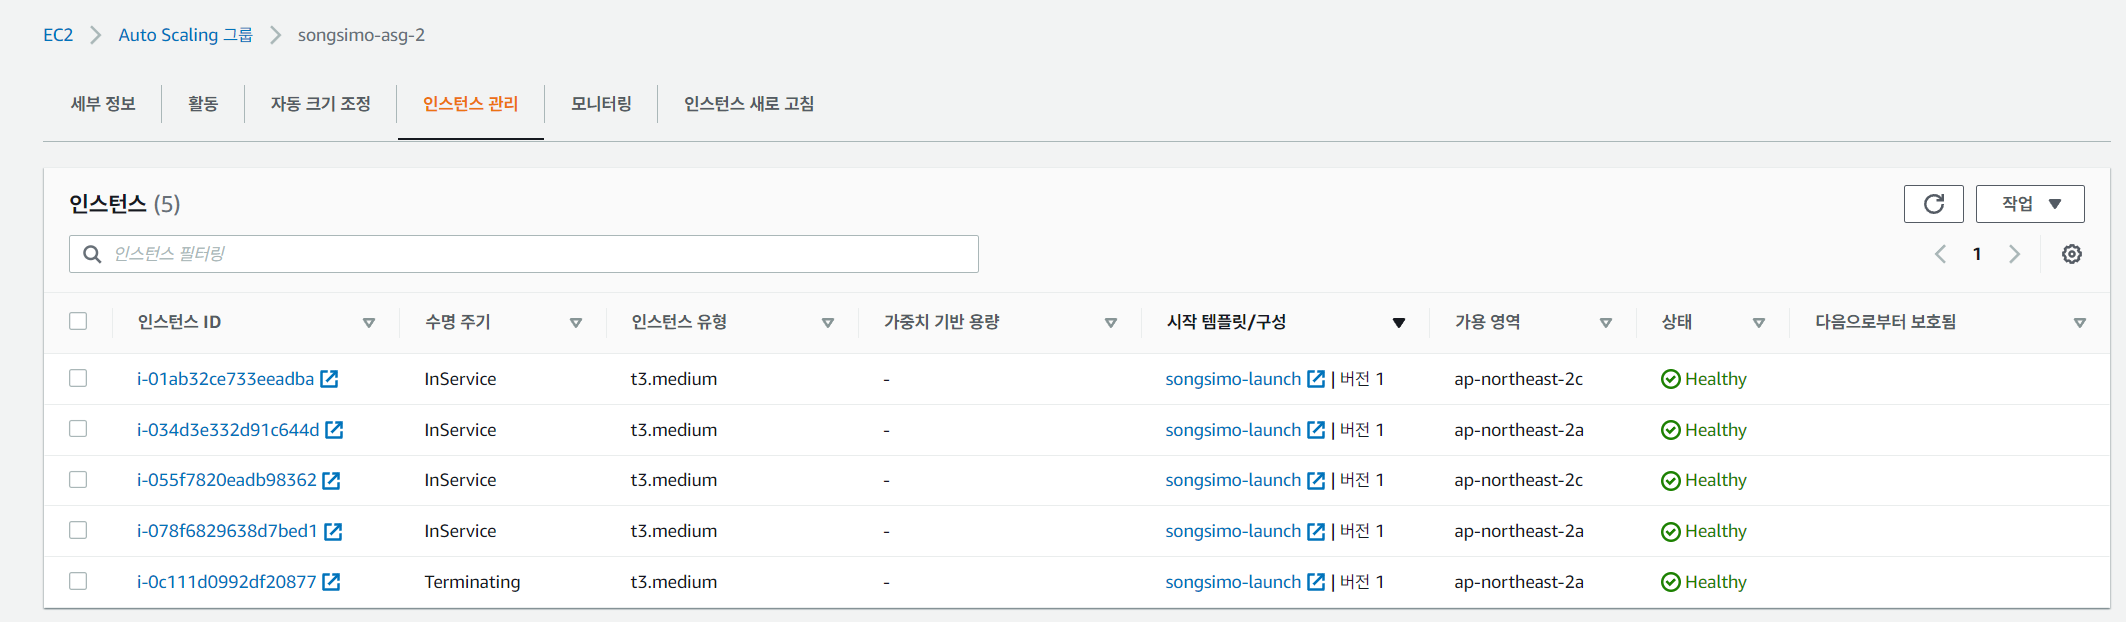 EC2 > Auto Scaling 그룹 > songsimo-asg-2
세부 정보 활동 자동 크기 조정 인스턴스 관리 모니터링 인스턴스 새로 고침
인스턴스 (5) 작업
인스턴스 필터링 1
인스턴스 ID 수명 주기 인스턴스 유형 가중치 기반 용량 시작 템플릿/구성 가용 영역 상태 다음으로부터 보호됨
i-01ab32ce733eeadba InService t3.medium - songsimo-launch | 버전 1 ap-northeast-2c Healthy
i-034d3e332d91c644d InService t3.medium - songsimo-launch | 버전 1 ap-northeast-2a Healthy
i-055f7820eadb98362 InService t3.medium - songsimo-launch | 버전 1 ap-northeast-2c Healthy
i-078f6829638d7bed1 InService t3.medium - songsimo-launch | 버전 1 ap-northeast-2a Healthy
i-0c111d0992df20877 Terminating t3.medium - songsimo-launch | 버전 1 ap-northeast-2a Healthy